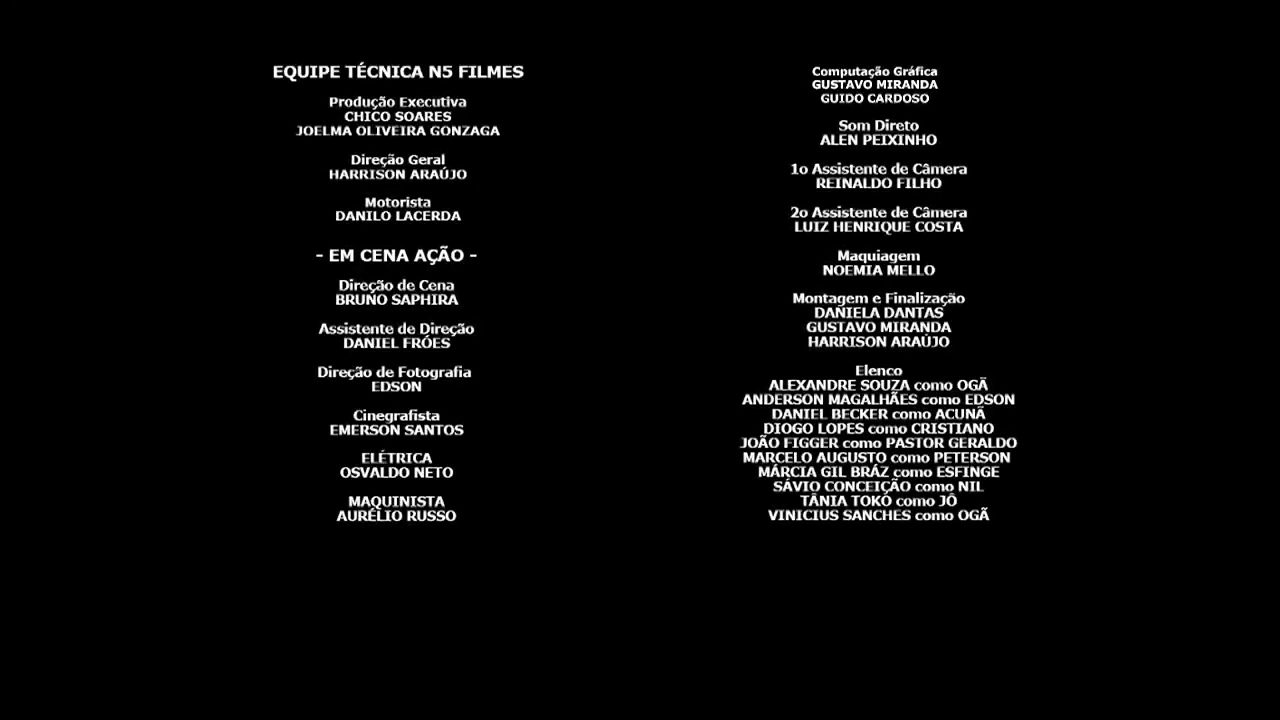 EQUIPE TÉCNICA N5 FILMES
Produção Executiva
CHICO SOARES
JOELMA OLIVEIRA GONZAGA
Direção Geral
HARRISON ARAÚJO
Motorista
DANILO LACERDA
- EM CENA AÇÃO -
Direção de Cena
BRUNO SAPHIRA
Assistente de Direção
DANIEL FRÓES
Direção de Fotografia
EDSON
Cinegrafista
EMERSON SANTOS
ELÉTRICA
OSVALDO NETO
MAQUINISTA
AURÉLIO RUSSO
Computação Gráfica
GUSTAVO MIRANDA
GUIDO CARDOSO
Som Direto
ALEN PEIXINHO
1o Assistente de Câmera
REINALDO FILHO
2o Assistente de Câmera
LUIZ HENRIQUE COSTA
Maquiagem
NOEMIA MELLO
Montagem e Finalização
DANIELA DANTAS
GUSTAVO MIRANDA
HARRISON ARAÚJO
Elenco
ALEXANDRE SOUZA como OGÃ
ANDERSON MAGALHÃES como EDSON
DANIEL BECKER como ACUNÃ
DIOGO LOPES como CRISTIANO
JOÃO FIGGER como PASTOR GERALDO
MARCELO AUGUSTO como PETERSON
MÁRCIA GIL BRÁZ como ESFINGE
SÁVIO CONCEIÇÃO como NIL
TÂNIA TOKO como JÔ
VINICIUS SANCHES como OGÃ